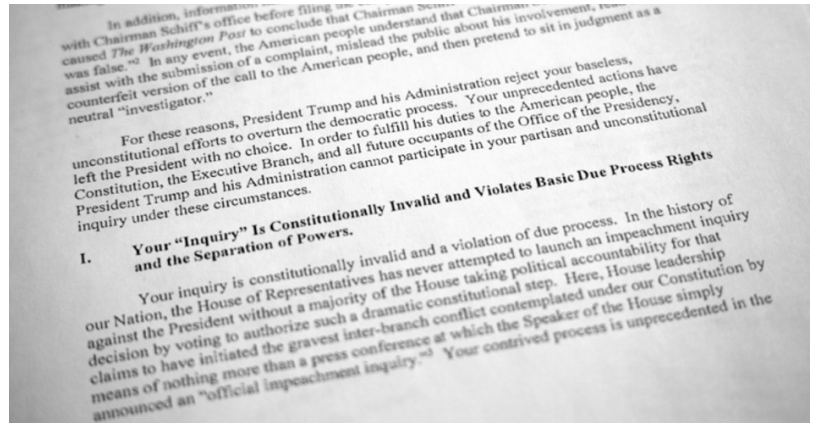 In addition, information
with Chairman Schiff's office before filing the
caused The Washington Post to conclude that Chairman
was false."2 In any event, the American people understand that Chairman
assist with the submission of a complaint, mislead the public about his involvement,
counterfeit version of the call to the American people, and then pretend to sit in judgment as a
neutral "investigator."
For these reasons, President Trump and his Administration reject your baseless,
unconstitutional efforts to overturn the democratic process. Your unprecedented actions have
left the President with no choice. In order to fulfill his duties to the American people, the
Constitution, the Executive Branch, and all future occupants of the Office of the Presidency,
President Trump and his Administration cannot participate in your partisan and unconstitutional
inquiry under these circumstances.
I. Your "Inquiry" Is Constitutionally Invalid and Violates Basic Due Process Rights
and the Separation of Powers.
Your inquiry is constitutionally invalid and a violation of due process. In the history of
our Nation, the House of Representatives has never attempted to launch an impeachment inquiry
against the President without a majority of the House taking political accountability for that
decision by voting to authorize such a dramatic constitutional step. Here, House leadership
claims to have initiated the gravest inter-branch conflict contemplated under our Constitution by
means of nothing more than a press conference at which the Speaker of the House simply
announced an "official impeachment inquiry."3 Your contrived process is unprecedented in the